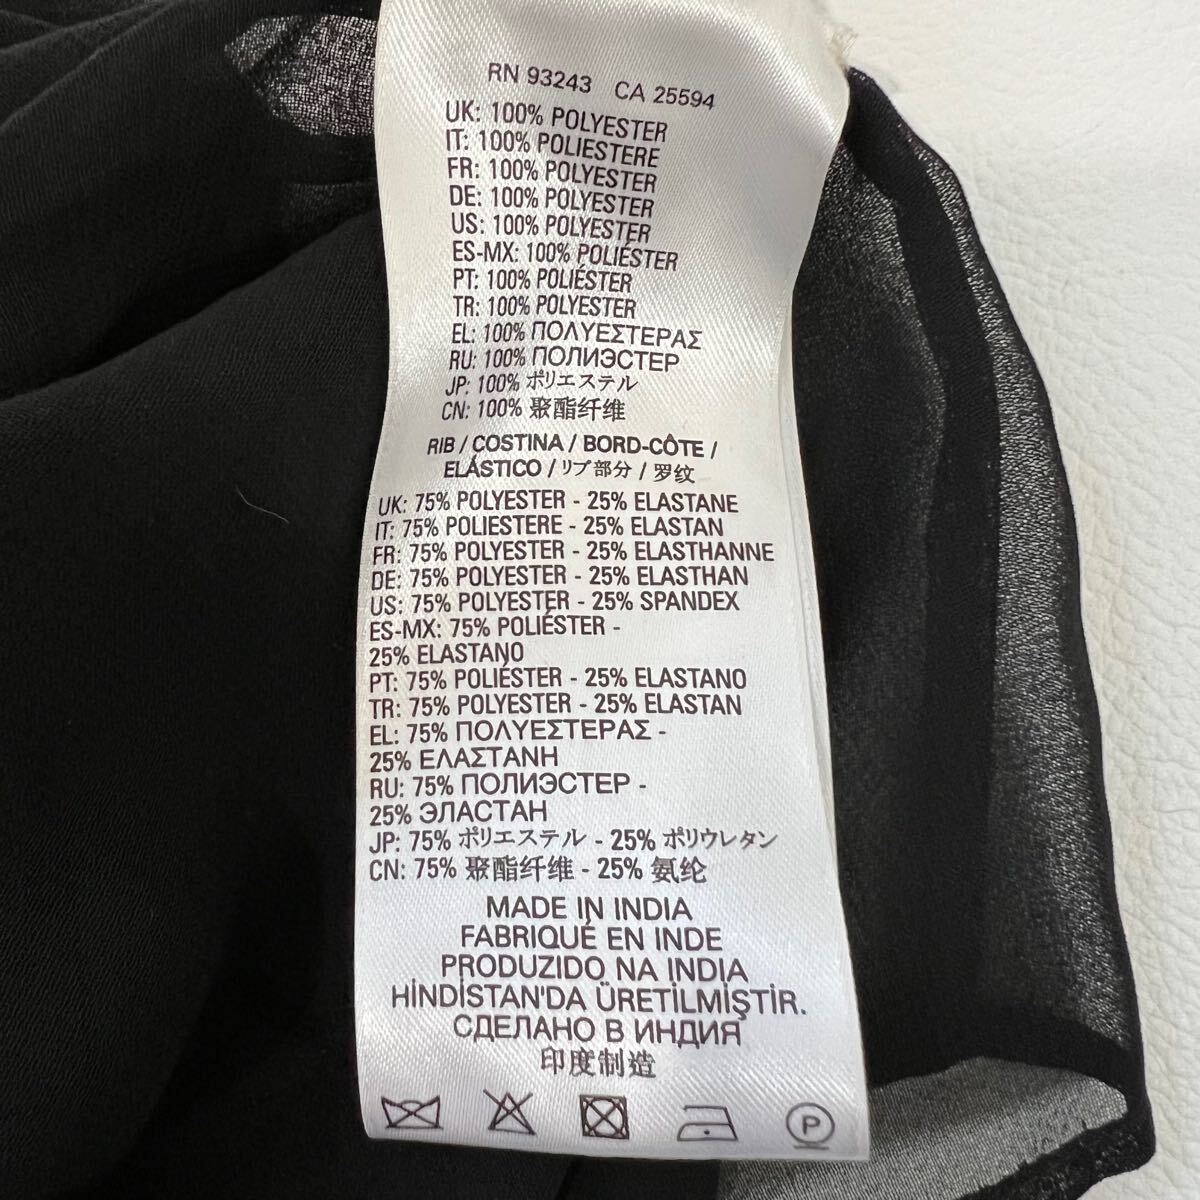 RN 93243 CA 25594
UK: 100% POLYESTER
IT: 100% POLIESTERE
FR: 100% POLYESTER
DE: 100% POLYESTER
US: 100% POLYESTER
ES-MX: 100% POLIÉSTER
PT: 100% POLIÉSTER
TR: 100% POLYESTER
EL: 100% ΠΟΛΥΕΣΤΕΡΑΣ
RU: 100% ПОЛИЭСТЕР
JP: 100% ポリエステル
CN: 100% 聚酯纤维
RIB / COSTINA / BORD-CÔTE /
ELÁSTICO / リブ部分 / 罗纹
UK: 75% POLYESTER - 25% ELASTANE
IT: 75% POLIESTERE - 25% ELASTAN
FR: 75% POLYESTER - 25% ELASTHANNE
DE: 75% POLYESTER - 25% ELASTHAN
US: 75% POLYESTER - 25% SPANDEX
ES-MX: 75% POLIÉSTER -
25% ELASTANO
PT: 75% POLIÉSTER - 25% ELASTANO
TR: 75% POLYESTER - 25% ELASTAN
EL: 75% ΠΟΛΥΕΣΤΕΡΑΣ -
25% ΕΛΑΣΤΑΝΗ
RU: 75% ПОЛИЭСТЕР -
25% ЭЛАСТАН
JP: 75% ポリエステル - 25% ポリウレタン
CN: 75% 聚酯纤维 - 25% 氨纶
MADE IN INDIA
FABRIQUÉ EN INDE
PRODUZIDO NA INDIA
HİNDİSTAN'DA ÜRETİLMİŞTİR.
СДЕЛАНО В ИНДИЯ
印度制造
P